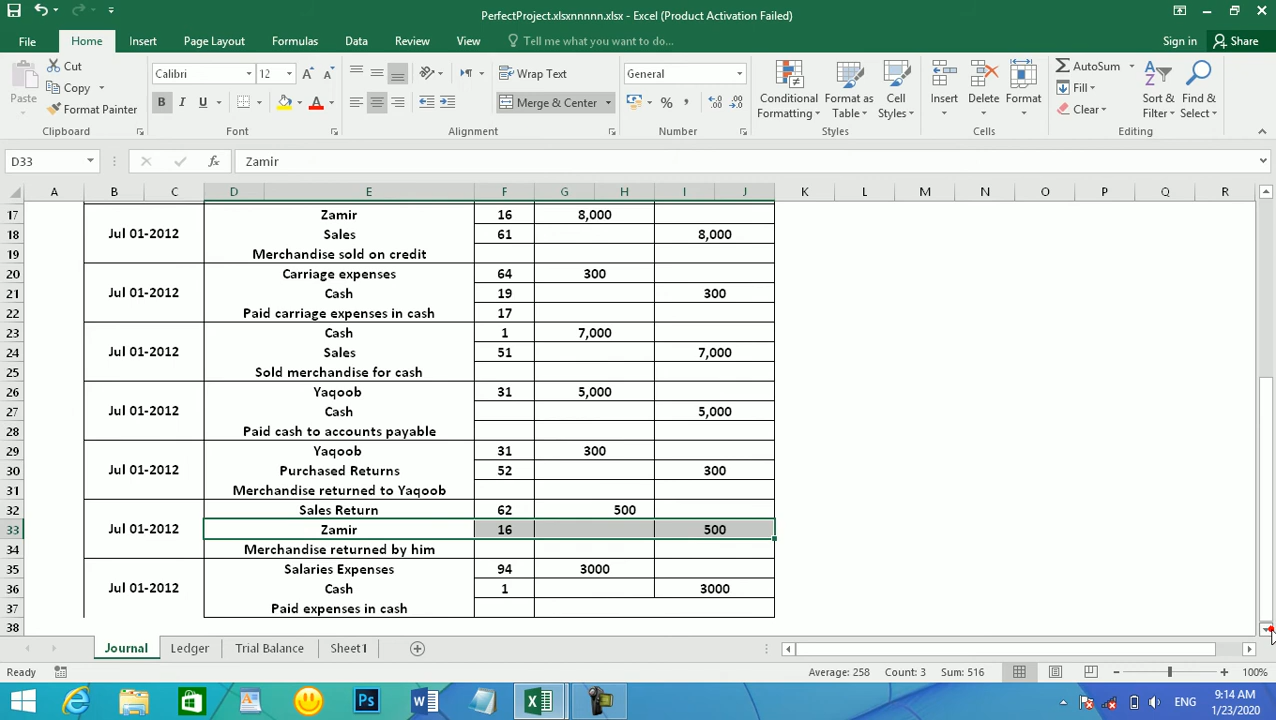 PerfectProject.xlsxnnnnn.xlsx - Excel (Product Activation Failed)
File Home Insert Page Layout Formulas Data Review View Tell me what you want to do... Sign in Share
Paste Cut Copy Format Painter Clipboard
Calibri 12 A A B I U A Font
Wrap Text Merge & Center Alignment
General % , Number
Conditional Formatting Format as Table Cell Styles Styles
Insert Delete Format Cells
AutoSum Fill Clear Sort & Filter Find & Select Editing
D33 fx Zamir
A B C D E F G H I J K L M N O P Q R
17 Zamir 16 8,000
18 Jul 01-2012 Sales 61 8,000
19 Merchandise sold on credit
20 Carriage expenses 64 300
21 Jul 01-2012 Cash 19 300
22 Paid carriage expenses in cash 17
23 Cash 1 7,000
24 Jul 01-2012 Sales 51 7,000
25 Sold merchandise for cash
26 Yaqoob 31 5,000
27 Jul 01-2012 Cash 5,000
28 Paid cash to accounts payable
29 Yaqoob 31 300
30 Jul 01-2012 Purchased Returns 52 300
31 Merchandise returned to Yaqoob
32 Sales Return 62 500
33 Jul 01-2012 Zamir 16 500
34 Merchandise returned by him
35 Salaries Expenses 94 3000
36 Jul 01-2012 Cash 1 3000
37 Paid expenses in cash
38
Journal Ledger Trial Balance Sheet1
Ready Average: 258 Count: 3 Sum: 516 100%
ENG 9:14 AM
1/23/2020